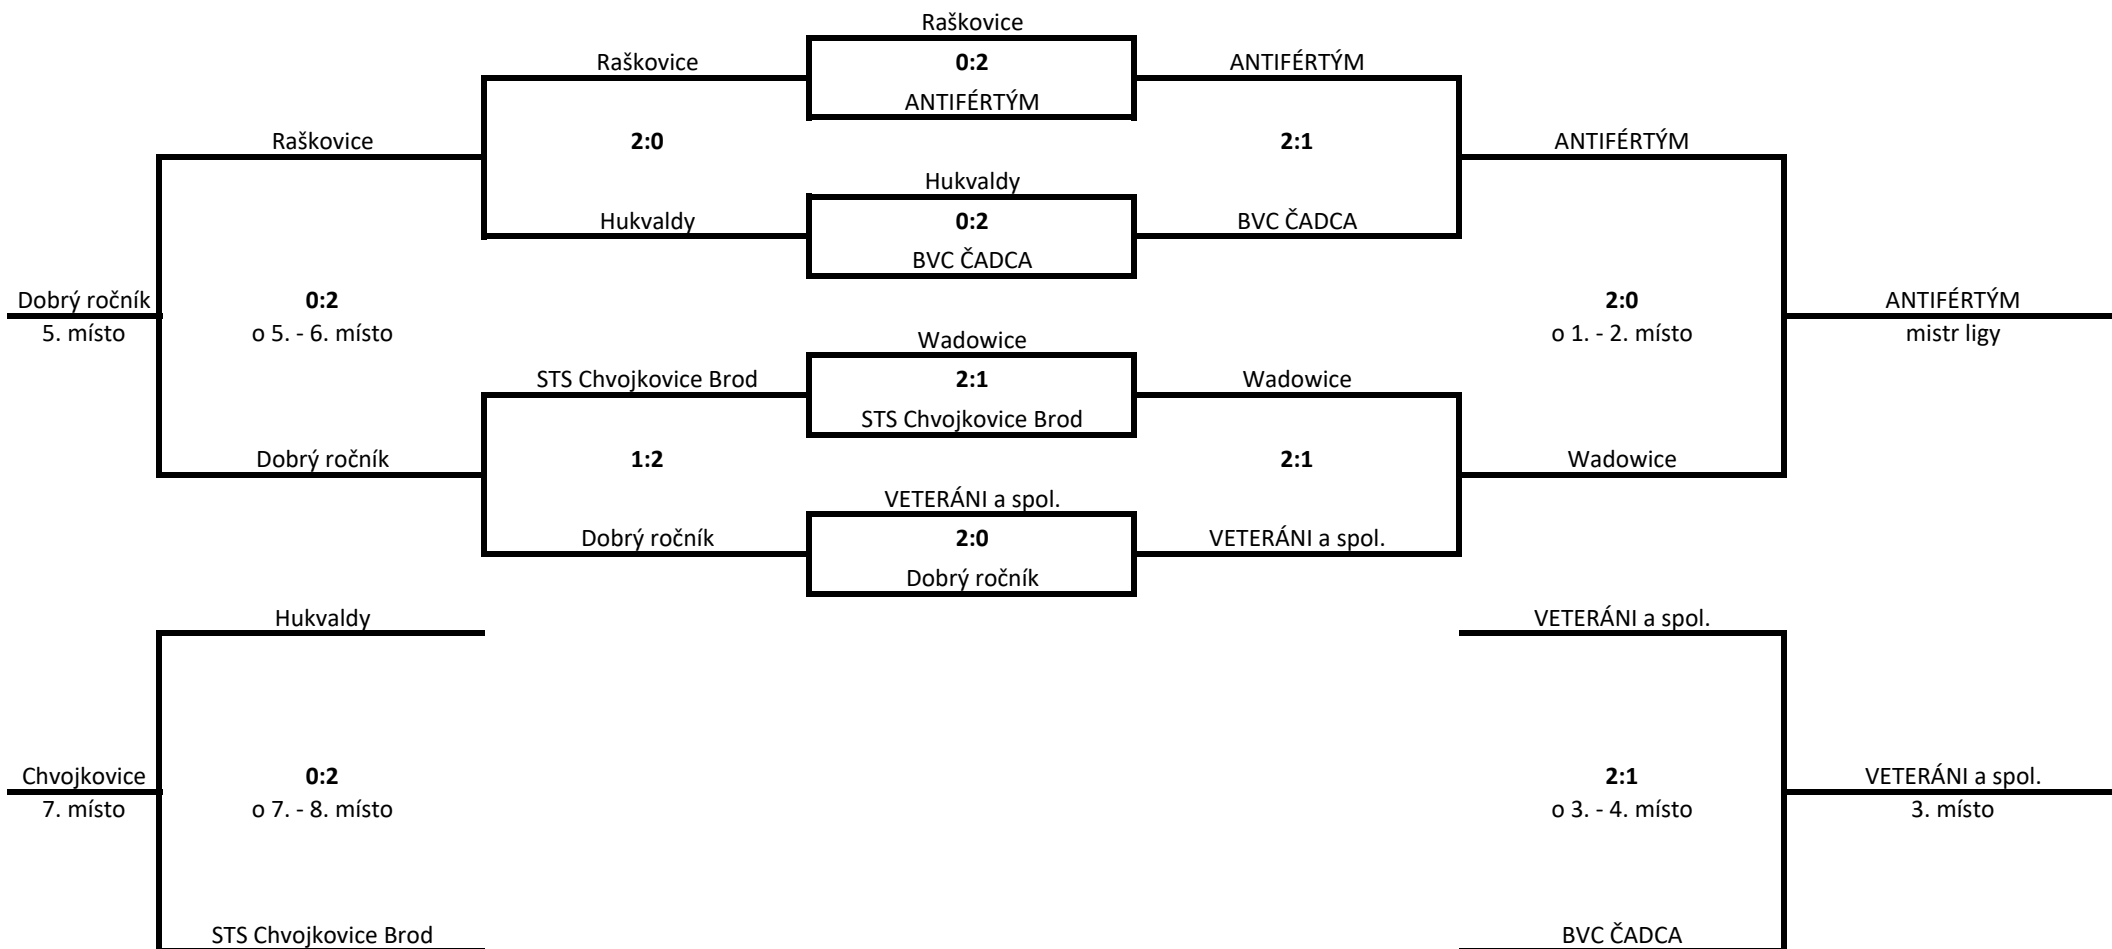 Raškovice
Raškovice
0:2
ANTIFÉRTÝM
ANTIFÉRTÝM
Raškovice
2:0
2:1
ANTIFÉRTÝM
Hukvaldy
Hukvaldy
0:2
BVC ČADCA
BVC ČADCA
Dobrý ročník
0:2
2:0
ANTIFÉRTÝM
5. místo
o 5. - 6. místo
Wadowice
o 1. - 2. místo
mistr ligy
STS Chvojkovice Brod
2:1
Wadowice
STS Chvojkovice Brod
Dobrý ročník
1:2
2:1
Wadowice
VETERÁNI a spol.
Dobrý ročník
2:0
VETERÁNI a spol.
Dobrý ročník
Hukvaldy
VETERÁNI a spol.
Chvojkovice
0:2
2:1
VETERÁNI a spol.
7. místo
o 7. - 8. místo
o 3. - 4. místo
3. místo
STS Chvojkovice Brod
BVC ČADCA